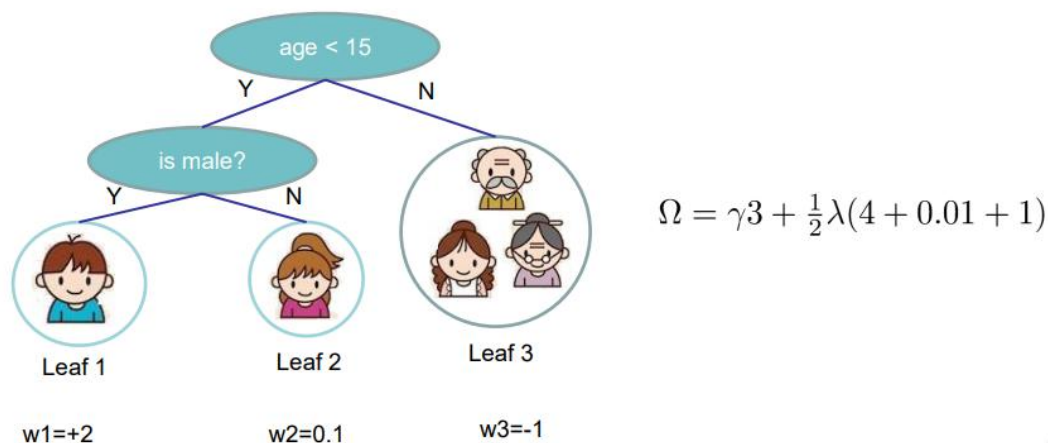 age < 15
Y
N
is male?
Y
N
Ω = γ3 + ½λ(4 + 0.01 + 1)
Leaf 1
Leaf 2
Leaf 3
w1=+2
w2=0.1
w3=-1